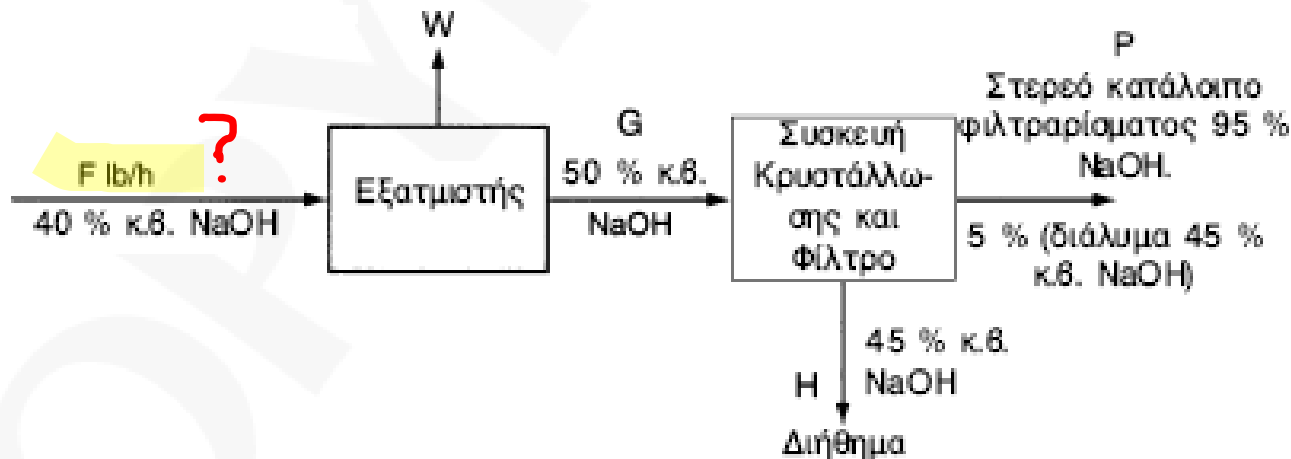 W
F lb/h ?
40 % κ.β. NaOH
Εξατμιστής
G
50 % κ.β.
NaOH
Συσκευή
Κρυστάλλω-
σης και
Φίλτρο
P
Στερεό κατάλοιπο
φιλτραρίσματος 95 %
NaOH.
5 % (διάλυμα 45 %
κ.β. NaOH)
45 % κ.β.
NaOH
H
Διήθημα